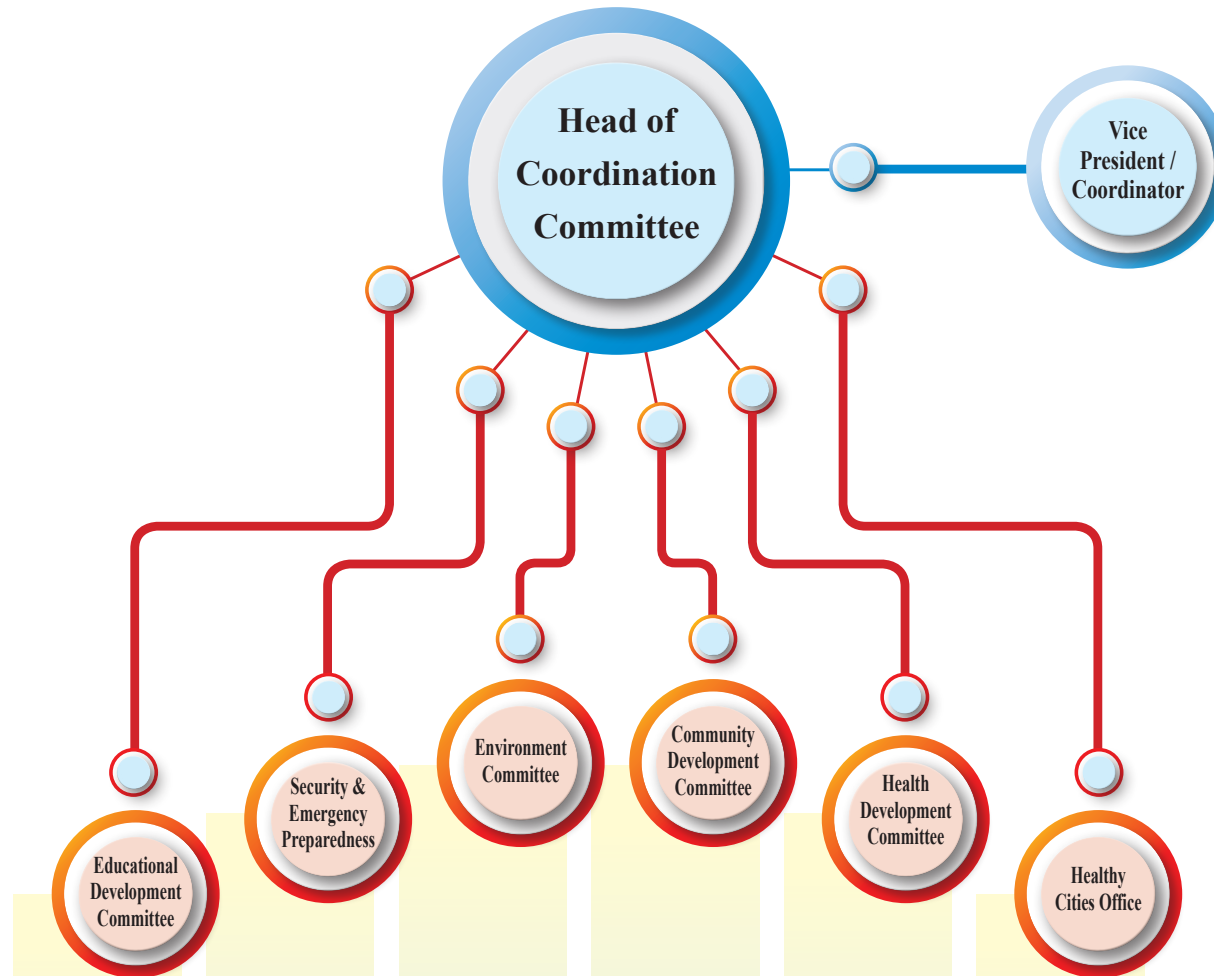 Head of
Coordination
Committee
Vice
President /
Coordinator
Educational
Development
Committee
Security &
Emergency
Preparedness
Environment
Committee
Community
Development
Committee
Health
Development
Committee
Healthy
Cities Office